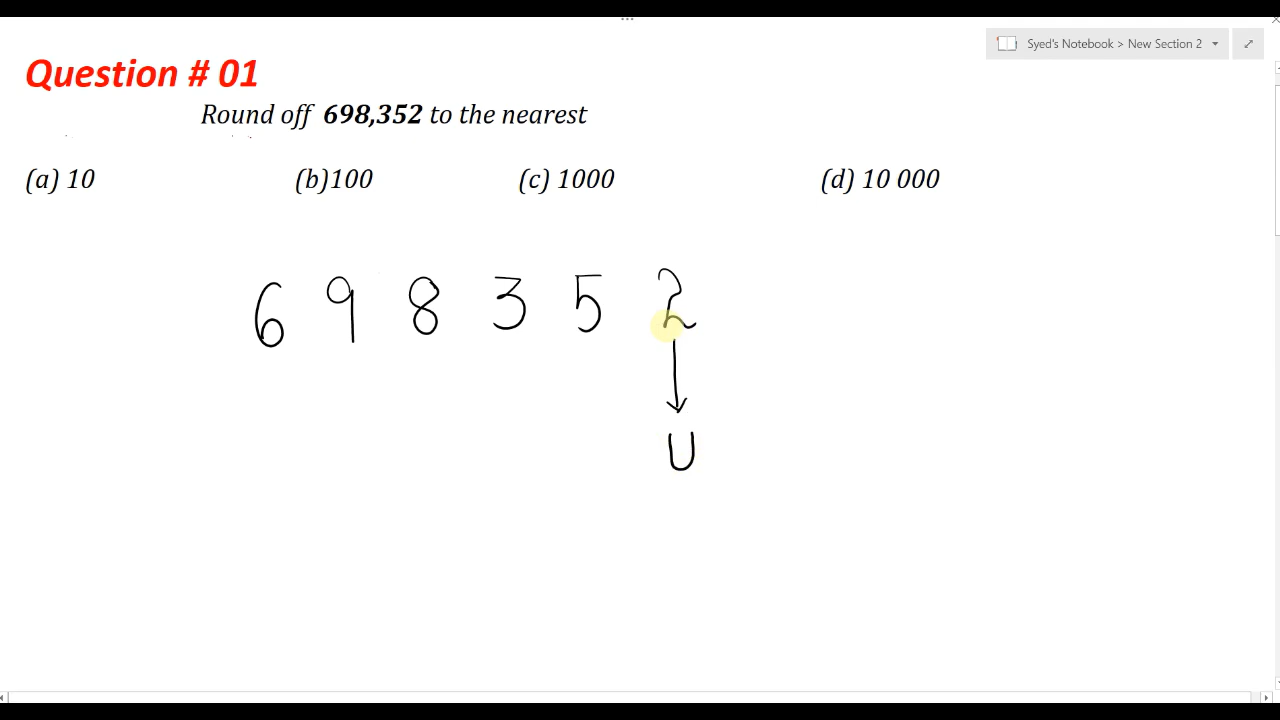 Syed's Notebook > New Section 2
Question # 01
Round off 698,352 to the nearest
(a) 10 (b)100 (c) 1000 (d) 10 000
6 9 8 3 5 2
U